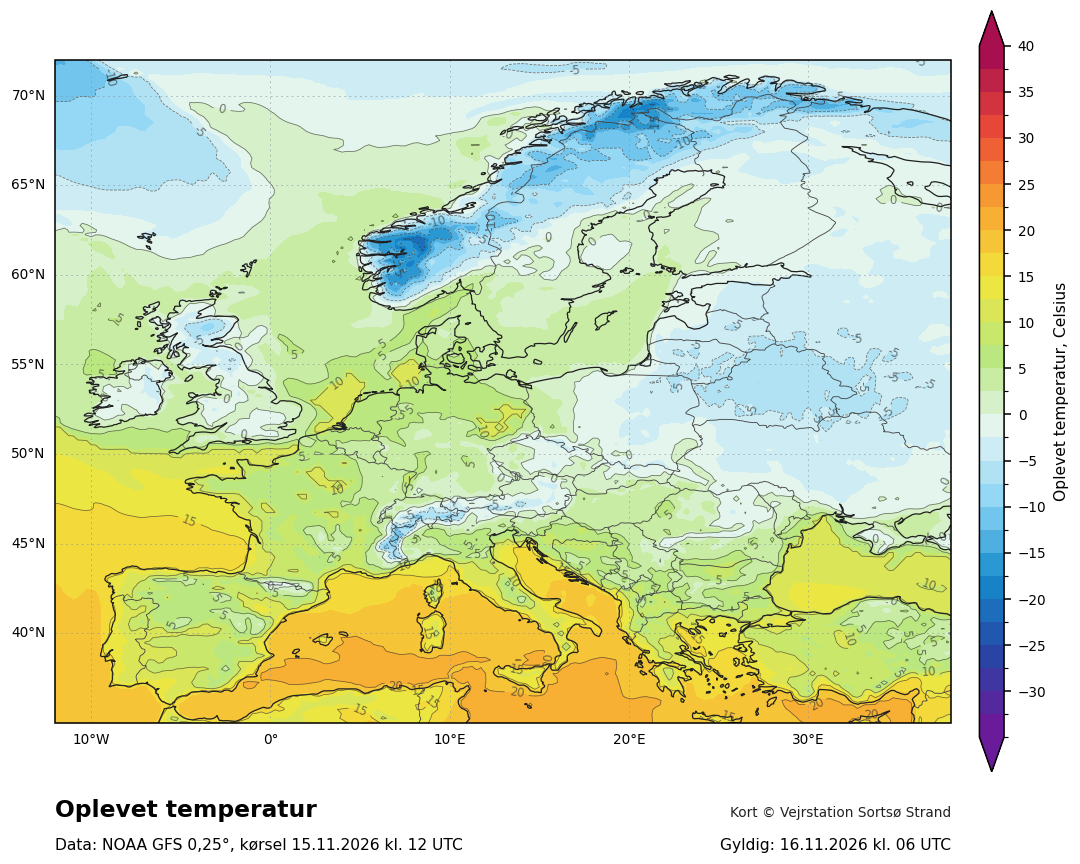 70°N
65°N
60°N
55°N
50°N
45°N
40°N
10°W
0°
10°E
20°E
30°E
40
35
30
25
20
15
10
5
0
−5
−10
−15
−20
−25
−30
Oplevet temperatur, Celsius
Oplevet temperatur
Kort © Vejrstation Sortsø Strand
Data: NOAA GFS 0,25°, kørsel 15.11.2026 kl. 12 UTC
Gyldig: 16.11.2026 kl. 06 UTC